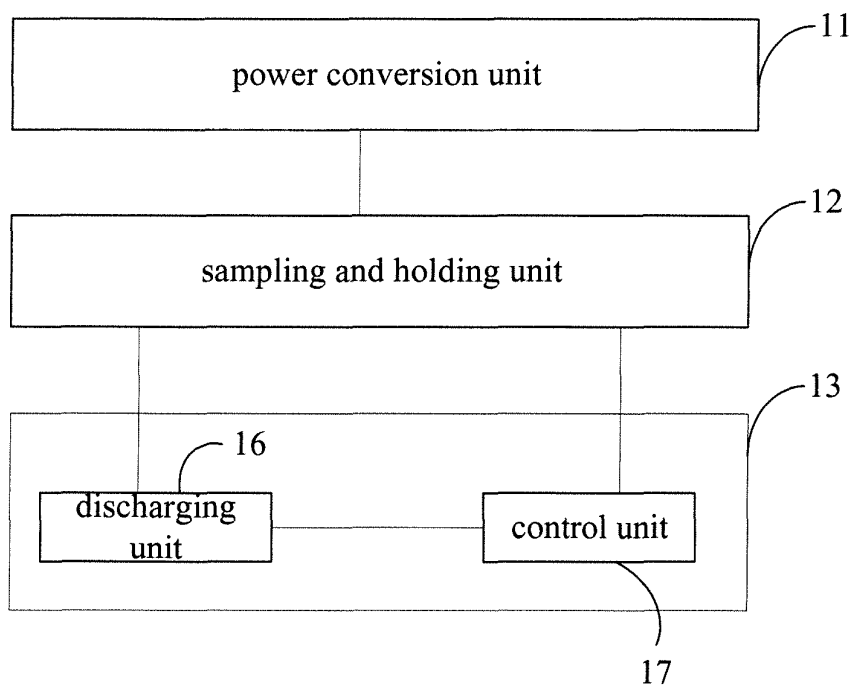 11
power conversion unit
12
sampling and holding unit
13
16
discharging
unit
control unit
17